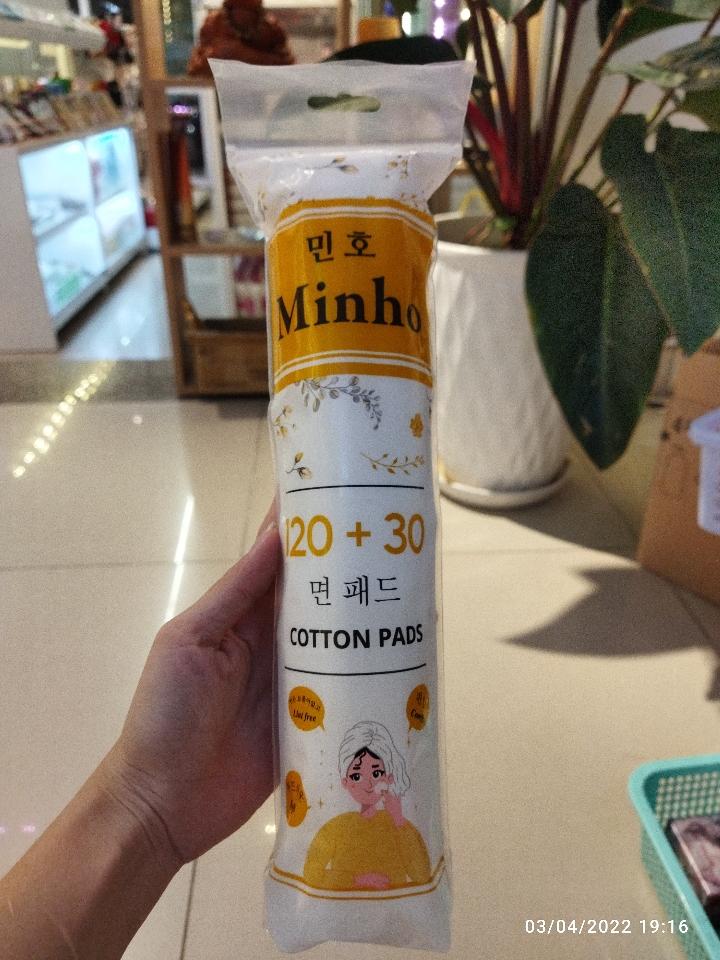 민호
Minho
120 + 30
면 패드
COTTON PADS
Lint free
03/04/2022 19:16